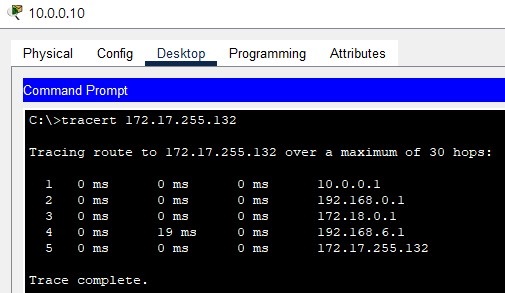 10.0.0.10
Physical Config Desktop Programming Attributes
Command Prompt
C:\>tracert 172.17.255.132
Tracing route to 172.17.255.132 over a maximum of 30 hops:
1 0 ms 0 ms 0 ms 10.0.0.1
2 0 ms 0 ms 0 ms 192.168.0.1
3 0 ms 0 ms 0 ms 172.18.0.1
4 0 ms 19 ms 0 ms 192.168.6.1
5 0 ms 0 ms 0 ms 172.17.255.132
Trace complete.